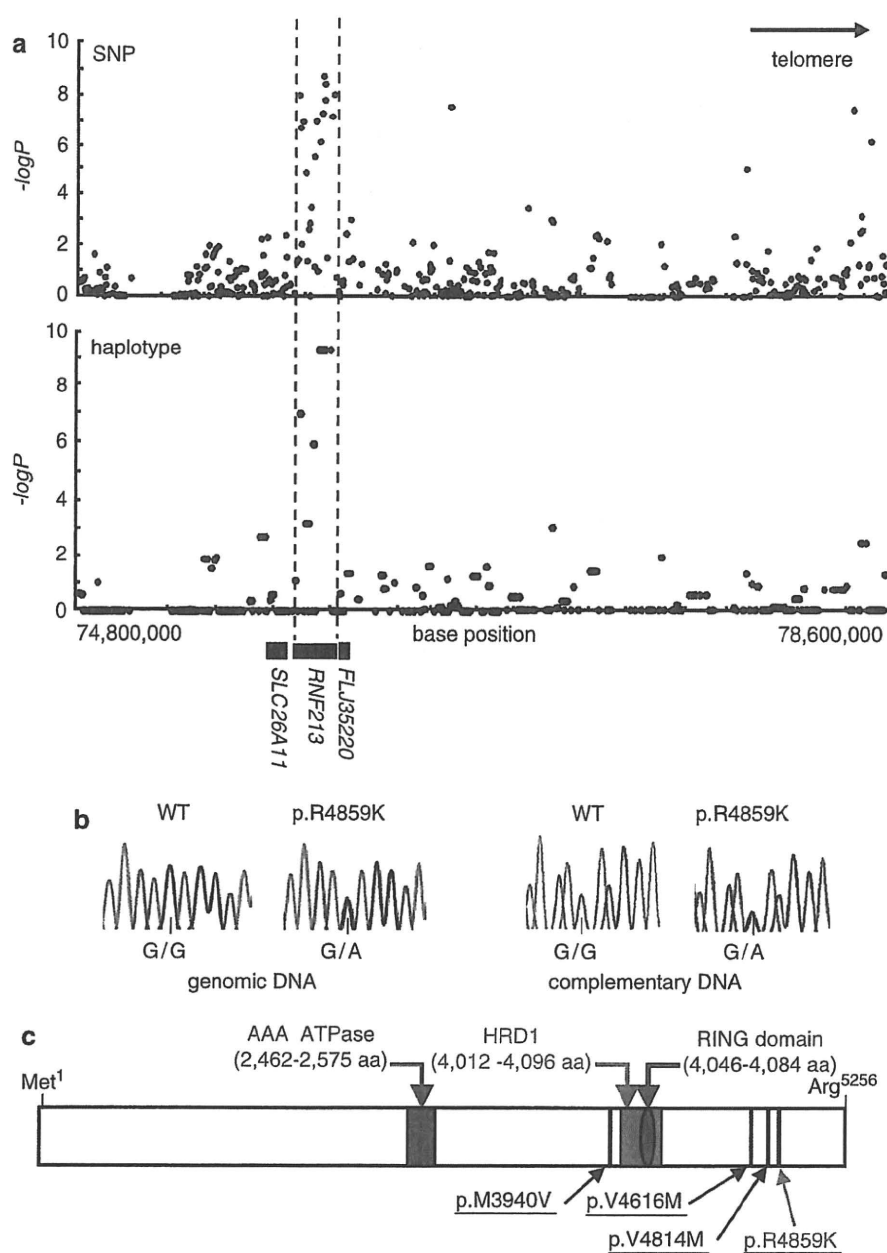 a
SNP
telomere
10
8
6
4
2
0
-logP
haplotype
10
8
6
4
2
0
-logP
74,800,000
base position
78,600,000
SLC26A11
RNF213
FLJ35220
b
WT
p.R4859K
WT
p.R4859K
G/G
G/A
G/G
G/A
genomic DNA
complementary DNA
c
AAA ATPase
(2,462-2,575 aa)
HRD1
(4,012 -4,096 aa)
RING domain
(4,046-4,084 aa)
Met1
Arg5256
p.M3940V
p.V4616M
p.V4814M
p.R4859K